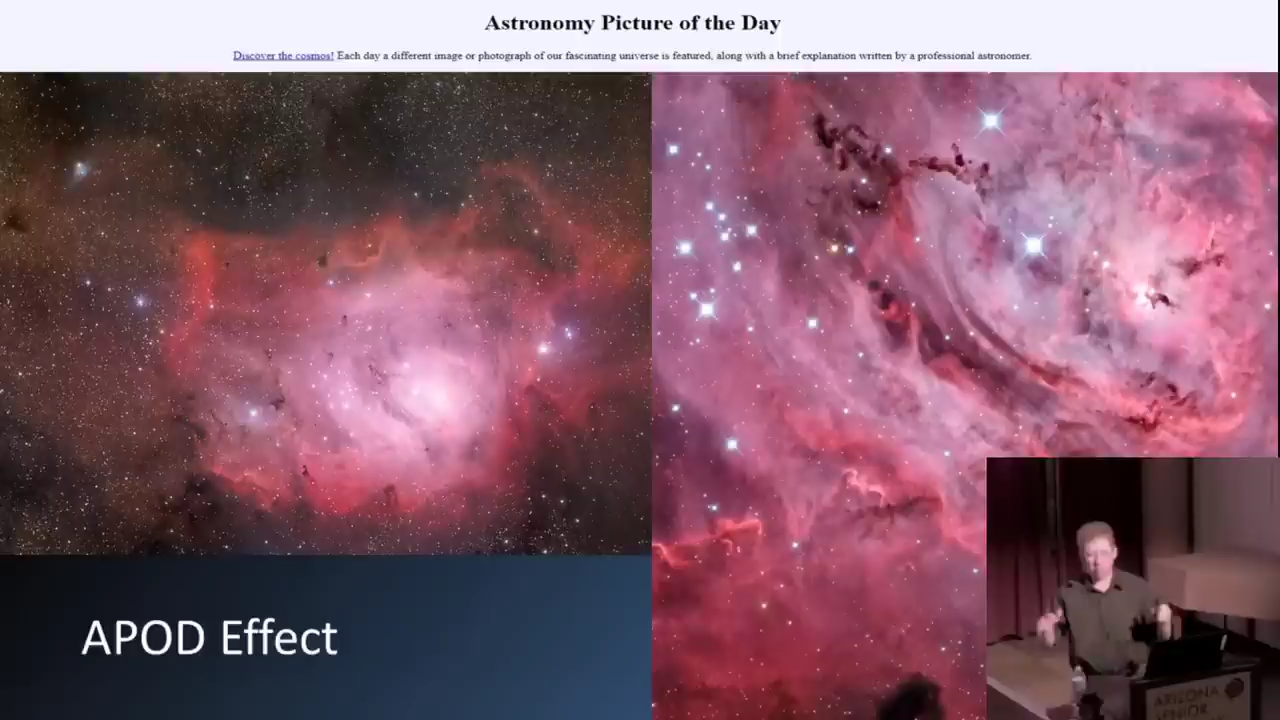 Astronomy Picture of the Day
Discover the cosmos! Each day a different image or photograph of our fascinating universe is featured, along with a brief explanation written by a professional astronomer.
APOD Effect
ARIZONA
SENIOR